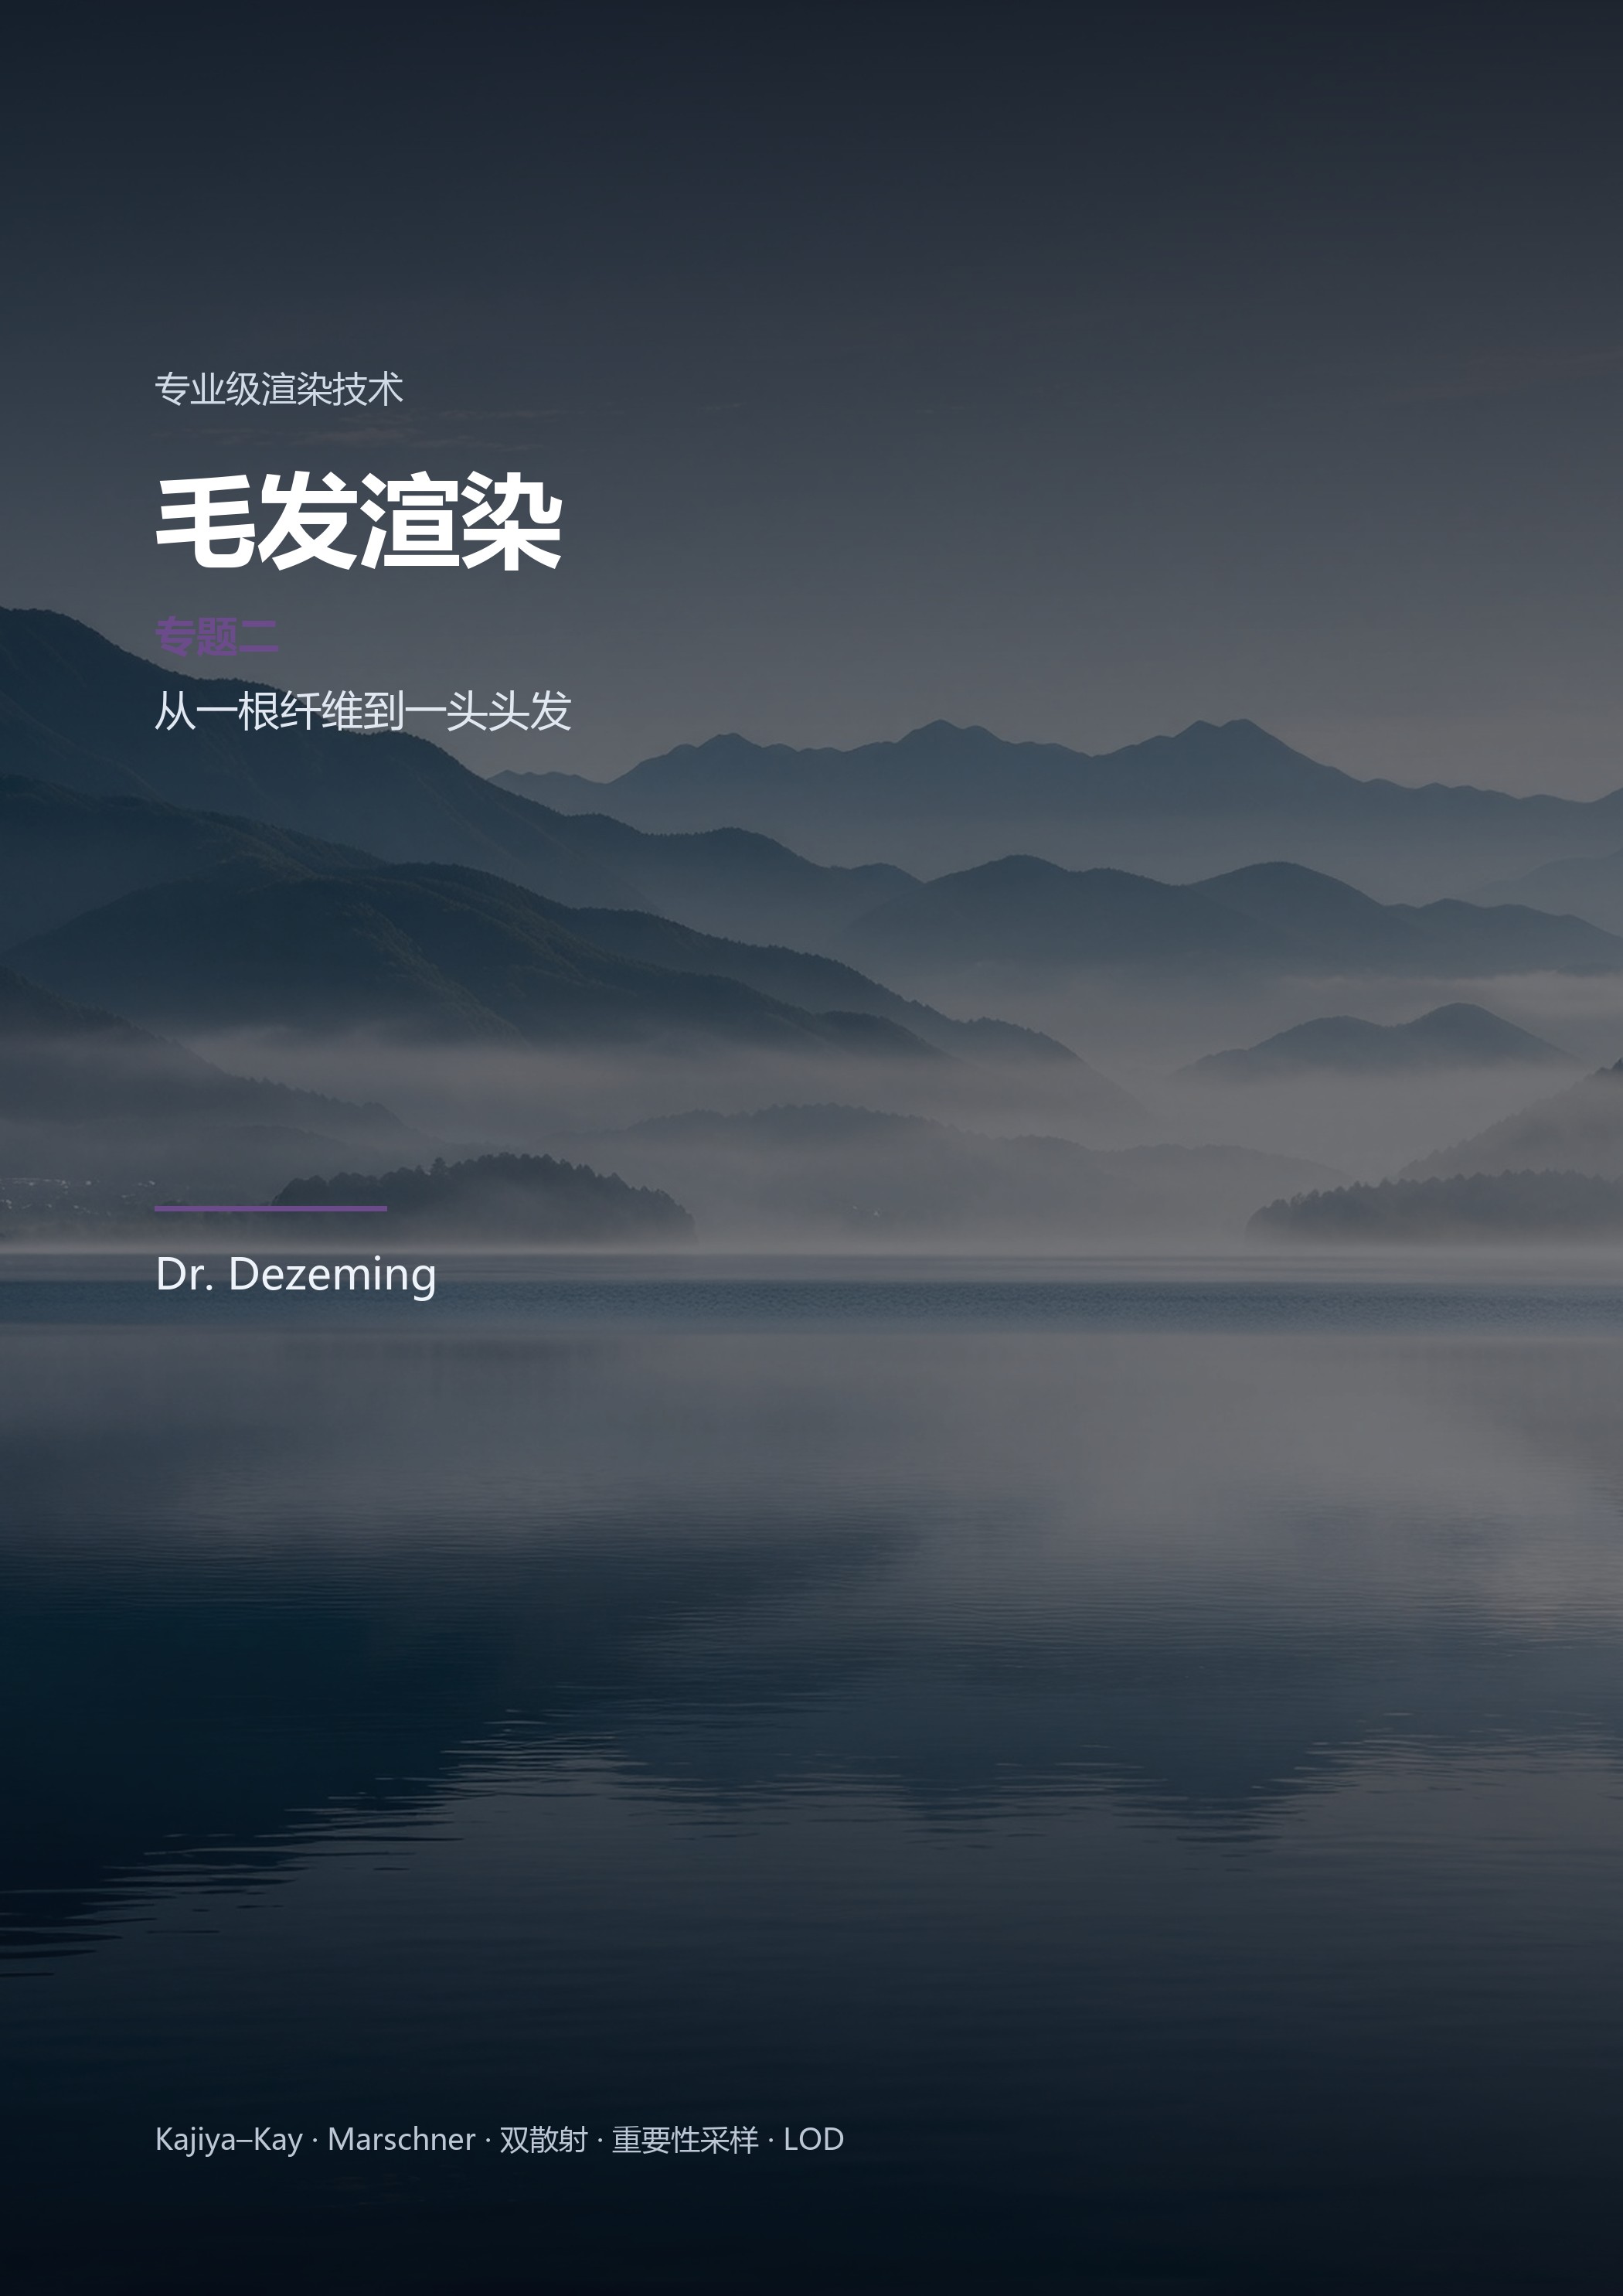 专业级渲染技术
毛发渲染
专题二
从一根纤维到一头头发
Dr. Dezeming
Kajiya–Kay · Marschner · 双散射 · 重要性采样 · LOD